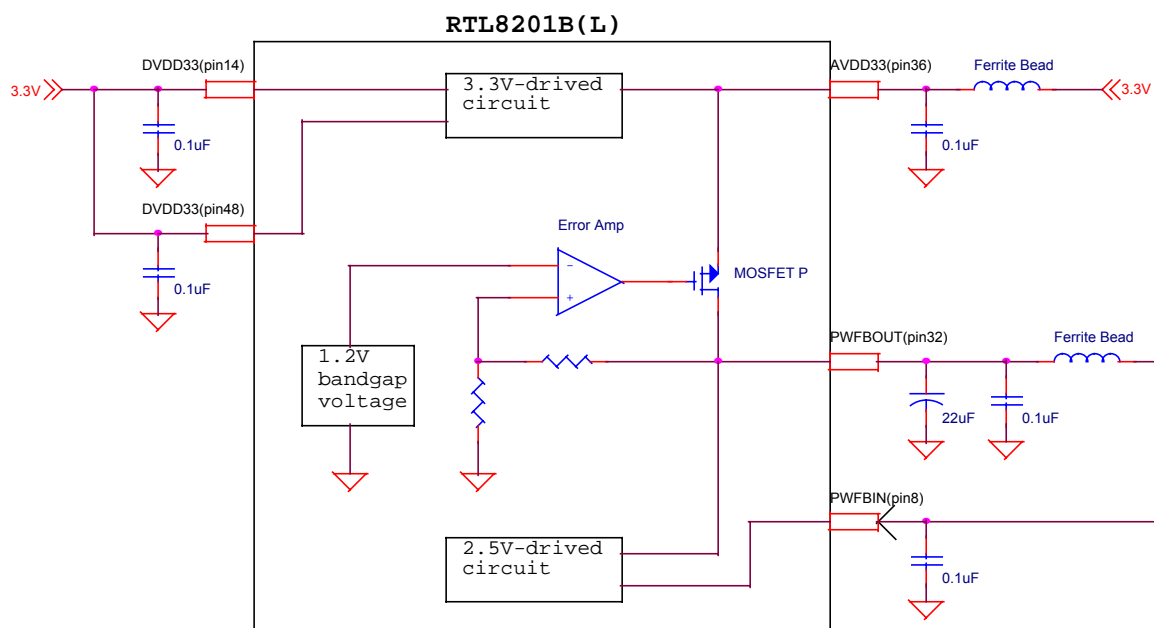 RTL8201B(L)
DVDD33(pin14)
AVDD33(pin36)
Ferrite Bead
3.3V
3.3V-drived
circuit
3.3V
0.1uF
0.1uF
DVDD33(pin48)
Error Amp
0.1uF
MOSFET P
1.2V
bandgap
voltage
PWFBOUT(pin32)
Ferrite Bead
22uF
0.1uF
PWFBIN(pin8)
2.5V-drived
circuit
0.1uF